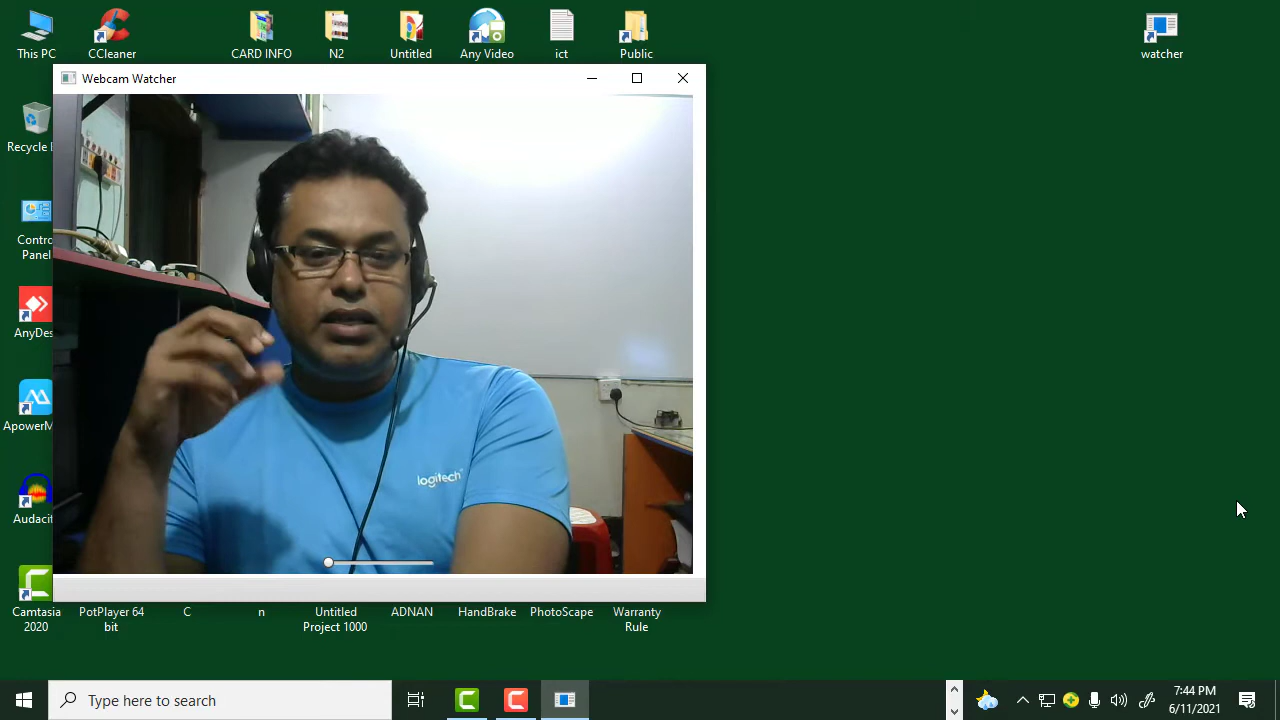 This PC
CCleaner
CARD INFO
N2
Untitled
Any Video
ict
Public
watcher
Webcam Watcher
Recycle
Contro
Panel
AnyDes
ApowerM
Audacit
logitech
Camtasia
2020
PotPlayer 64
bit
C
n
Untitled
Project 1000
ADNAN
HandBrake
PhotoScape
Warranty
Rule
Type here to search
7:44 PM
6/11/2021